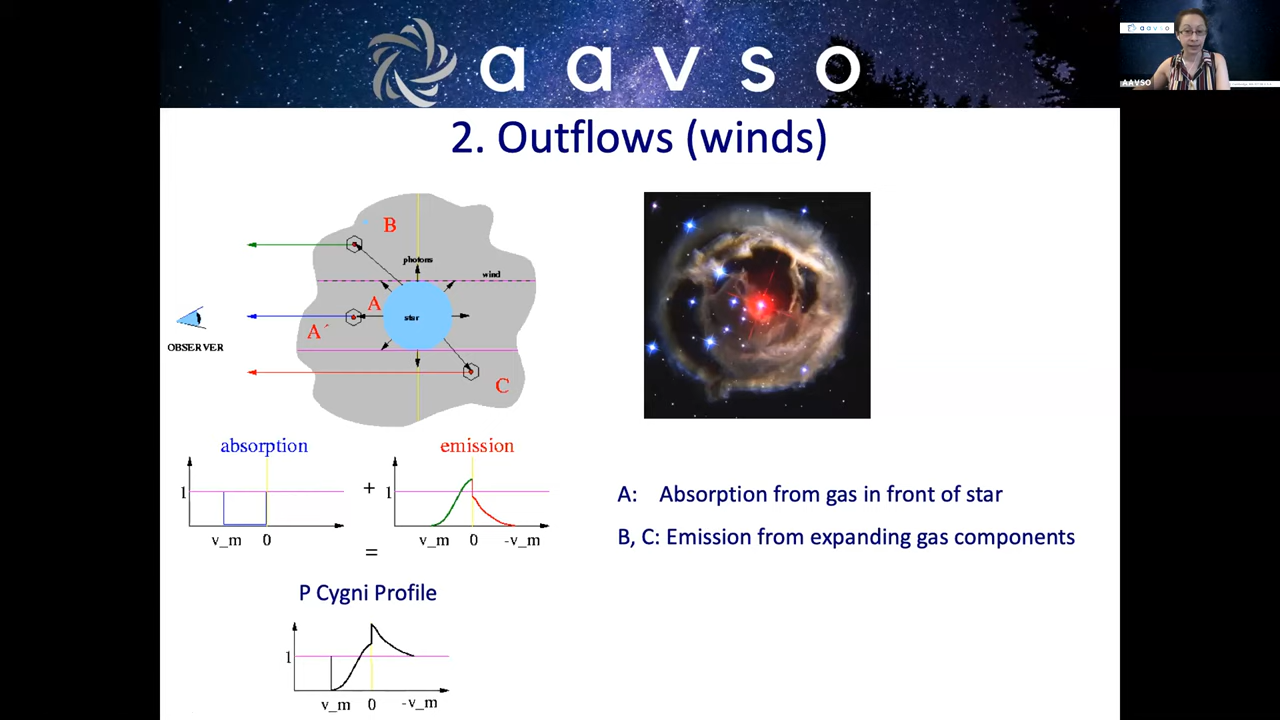 aavso
aavso
AAVSO
2. Outflows (winds)
B
photons
wind
A
star
A´
OBSERVER
C
absorption
emission
1
+
1
v_m 0
v_m 0 -v_m
=
A: Absorption from gas in front of star
B, C: Emission from expanding gas components
P Cygni Profile
1
v_m 0 -v_m